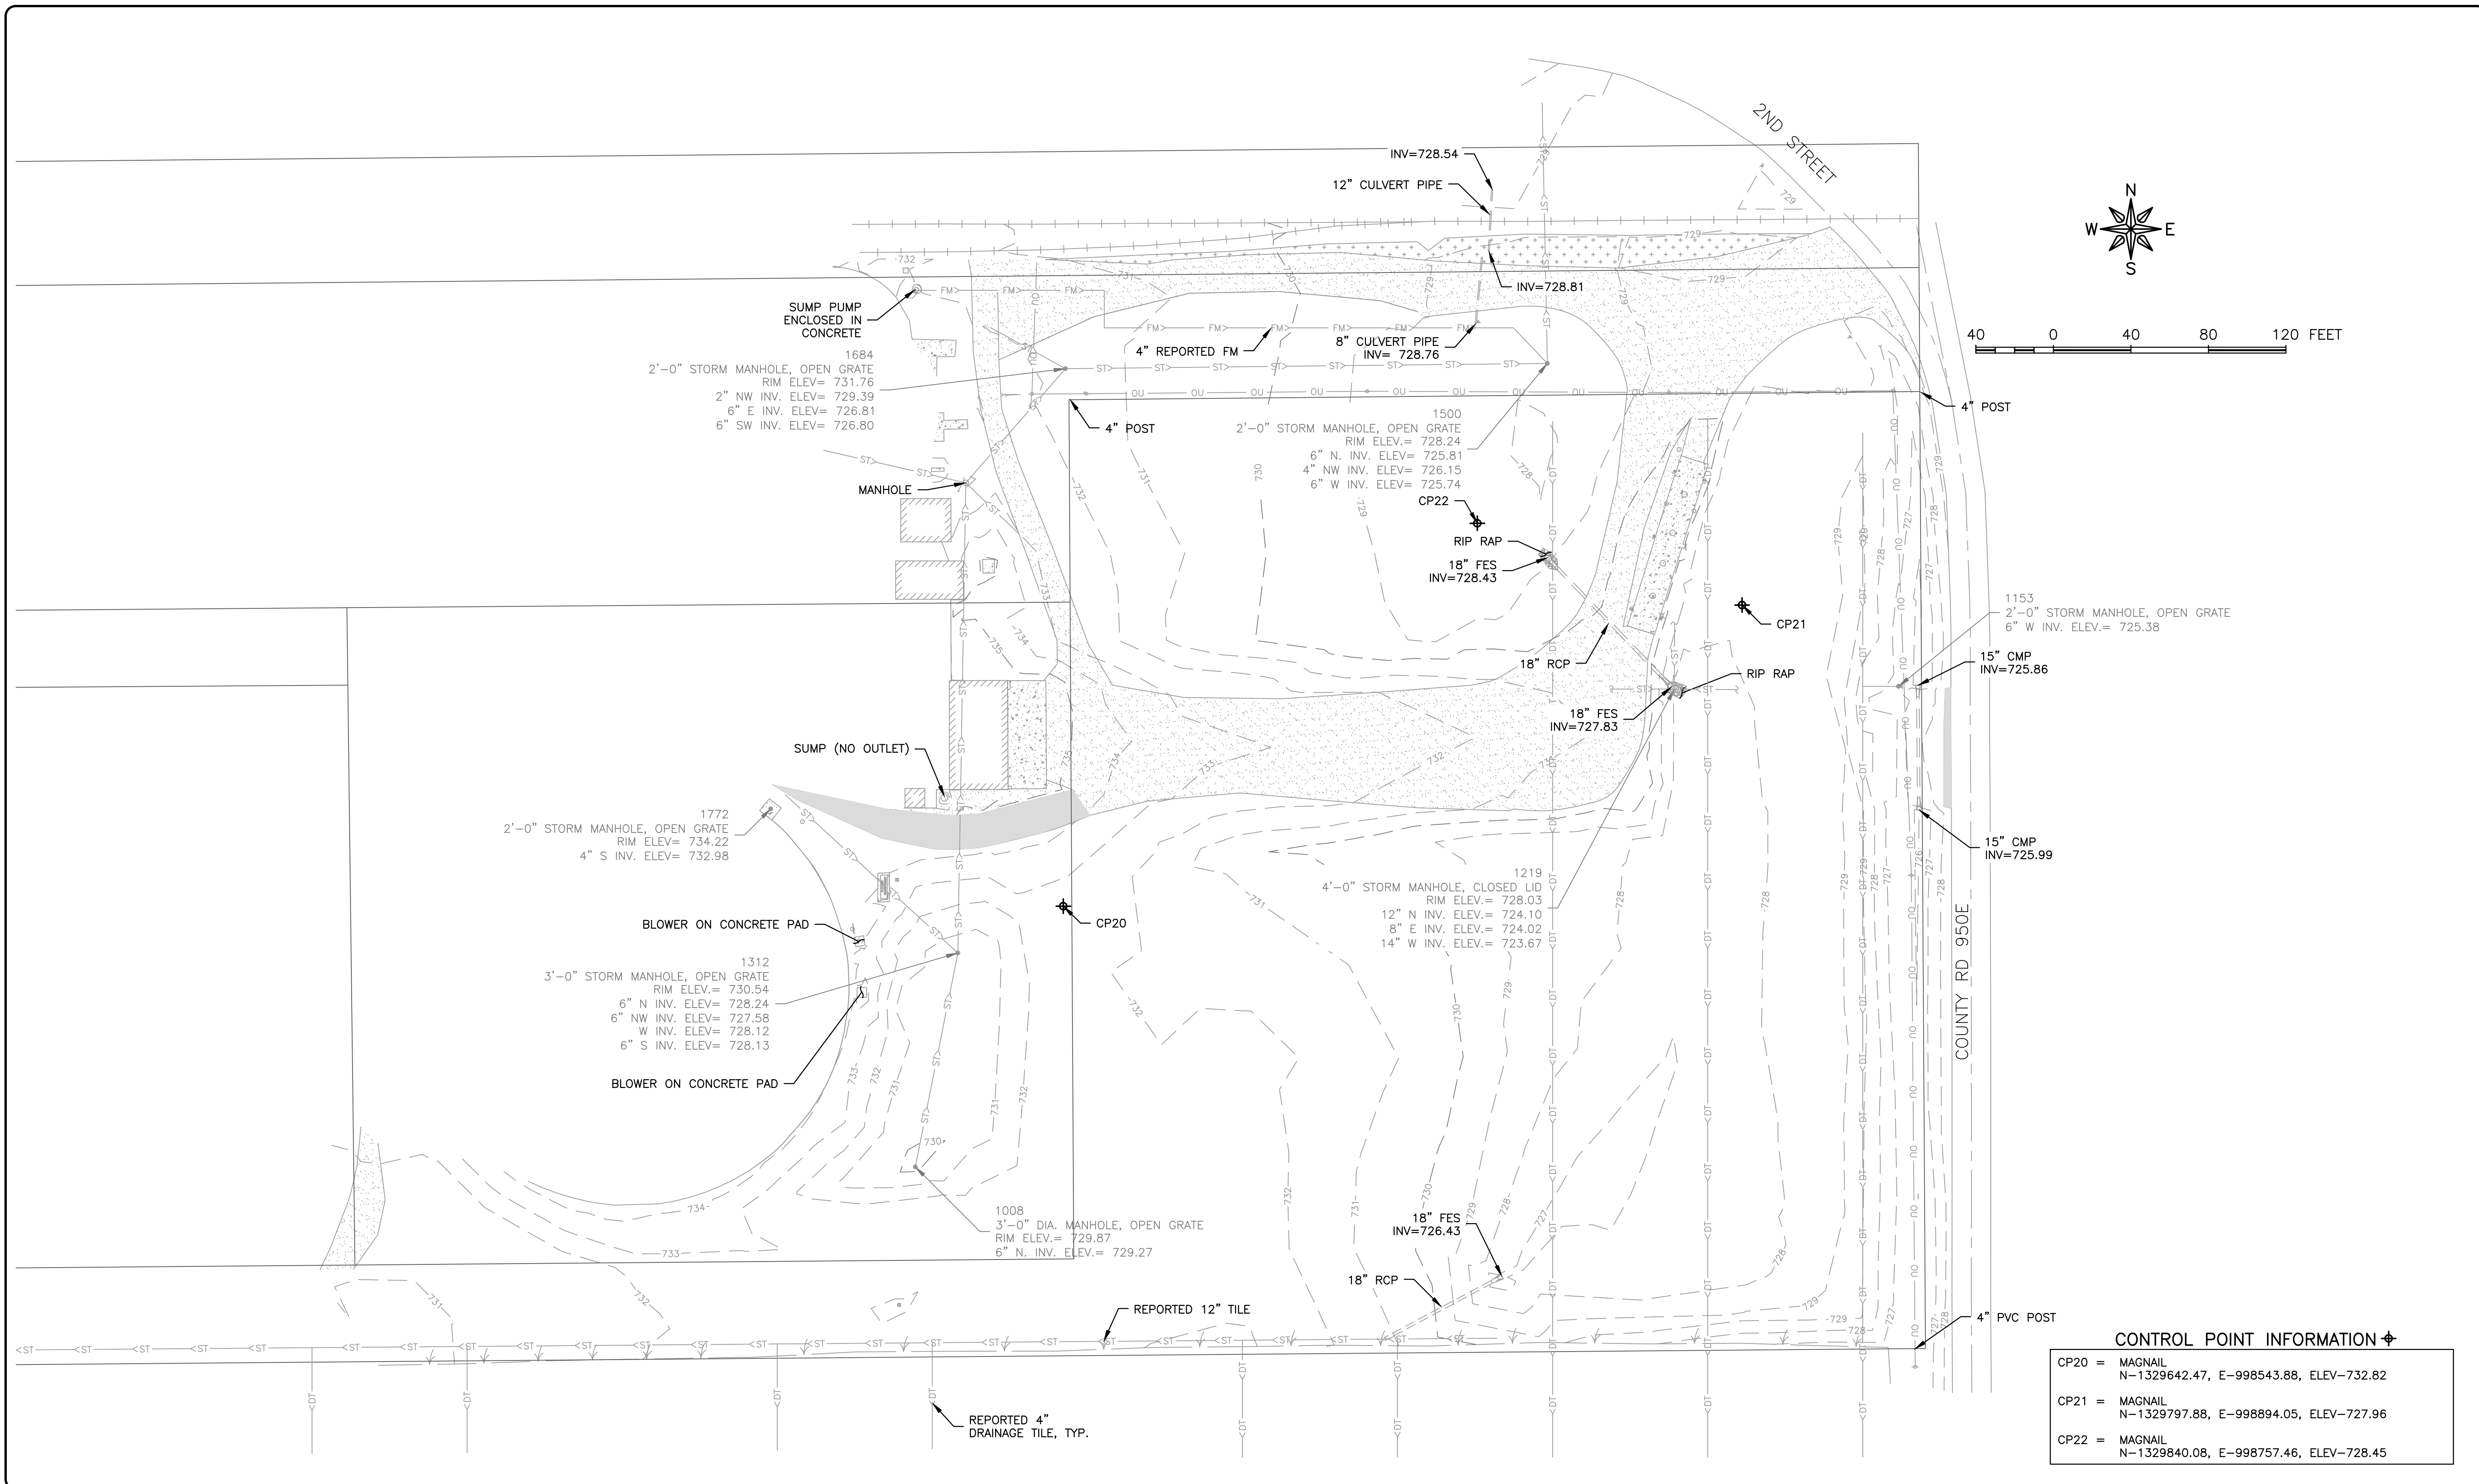 2ND STREET
N
W
E
S
40 0 40 80 120 FEET
INV=728.54
12” CULVERT PIPE
INV=728.81
SUMP PUMP
ENCLOSED IN
CONCRETE
4” REPORTED FM
8” CULVERT PIPE
INV= 728.76
1684
2'-0” STORM MANHOLE, OPEN GRATE
RIM ELEV= 731.76
2” NW INV. ELEV= 729.39
6” E INV. ELEV= 726.81
6” SW INV. ELEV= 726.80
4” POST
1500
2'-0” STORM MANHOLE, OPEN GRATE
RIM ELEV.= 728.24
6” N. INV. ELEV= 725.81
4” NW INV. ELEV= 726.15
6” W INV. ELEV= 725.74
4” POST
MANHOLE
CP22
RIP RAP
18” FES
INV=728.43
CP21
18” RCP
RIP RAP
18” FES
INV=727.83
1153
2'-0” STORM MANHOLE, OPEN GRATE
6” W INV. ELEV.= 725.38
15” CMP
INV=725.86
SUMP (NO OUTLET)
1772
2'-0” STORM MANHOLE, OPEN GRATE
RIM ELEV= 734.22
4” S INV. ELEV= 732.98
15” CMP
INV=725.99
1219
4'-0” STORM MANHOLE, CLOSED LID
RIM ELEV.= 728.03
12” N INV. ELEV.= 724.10
8” E INV. ELEV.= 724.02
14” W INV. ELEV.= 723.67
BLOWER ON CONCRETE PAD
CP20
1312
3'-0” STORM MANHOLE, OPEN GRATE
RIM ELEV.= 730.54
6” N INV. ELEV= 728.24
6” NW INV. ELEV= 727.58
W INV. ELEV= 728.12
6” S INV. ELEV= 728.13
BLOWER ON CONCRETE PAD
COUNTY RD 950E
1008
3'-0” DIA. MANHOLE, OPEN GRATE
RIM ELEV.= 729.87
6” N. INV. ELEV.= 729.27
18” FES
INV=726.43
18” RCP
REPORTED 12” TILE
4” PVC POST
REPORTED 4”
DRAINAGE TILE, TYP.
CONTROL POINT INFORMATION
CP20 = MAGNAIL
N-1329642.47, E-998543.88, ELEV-732.82
CP21 = MAGNAIL
N-1329797.88, E-998894.05, ELEV-727.96
CP22 = MAGNAIL
N-1329840.08, E-998757.46, ELEV-728.45